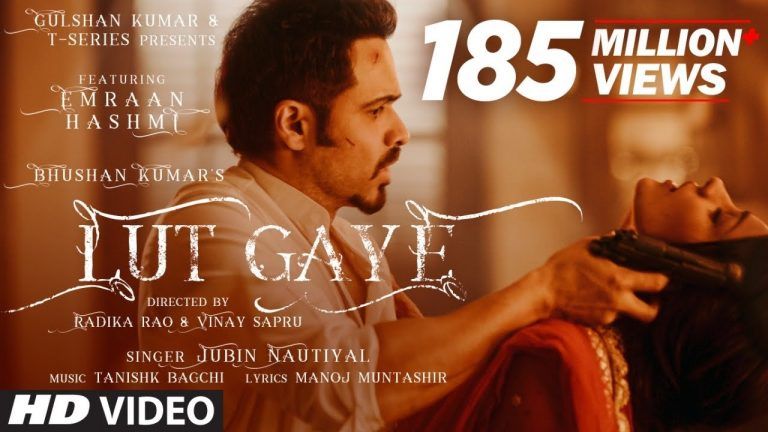 GULSHAN KUMAR &
T-SERIES PRESENTS
185 MILLION+
VIEWS
FEATURING
EMRAAN
HASHMI
BHUSHAN KUMAR'S
LUT GAYE
DIRECTED BY
RADIKA RAO & VINAY SAPRU
SINGER JUBIN NAUTIYAL
MUSIC TANISHK BAGCHI LYRICS MANOJ MUNTASHIR
HD VIDEO